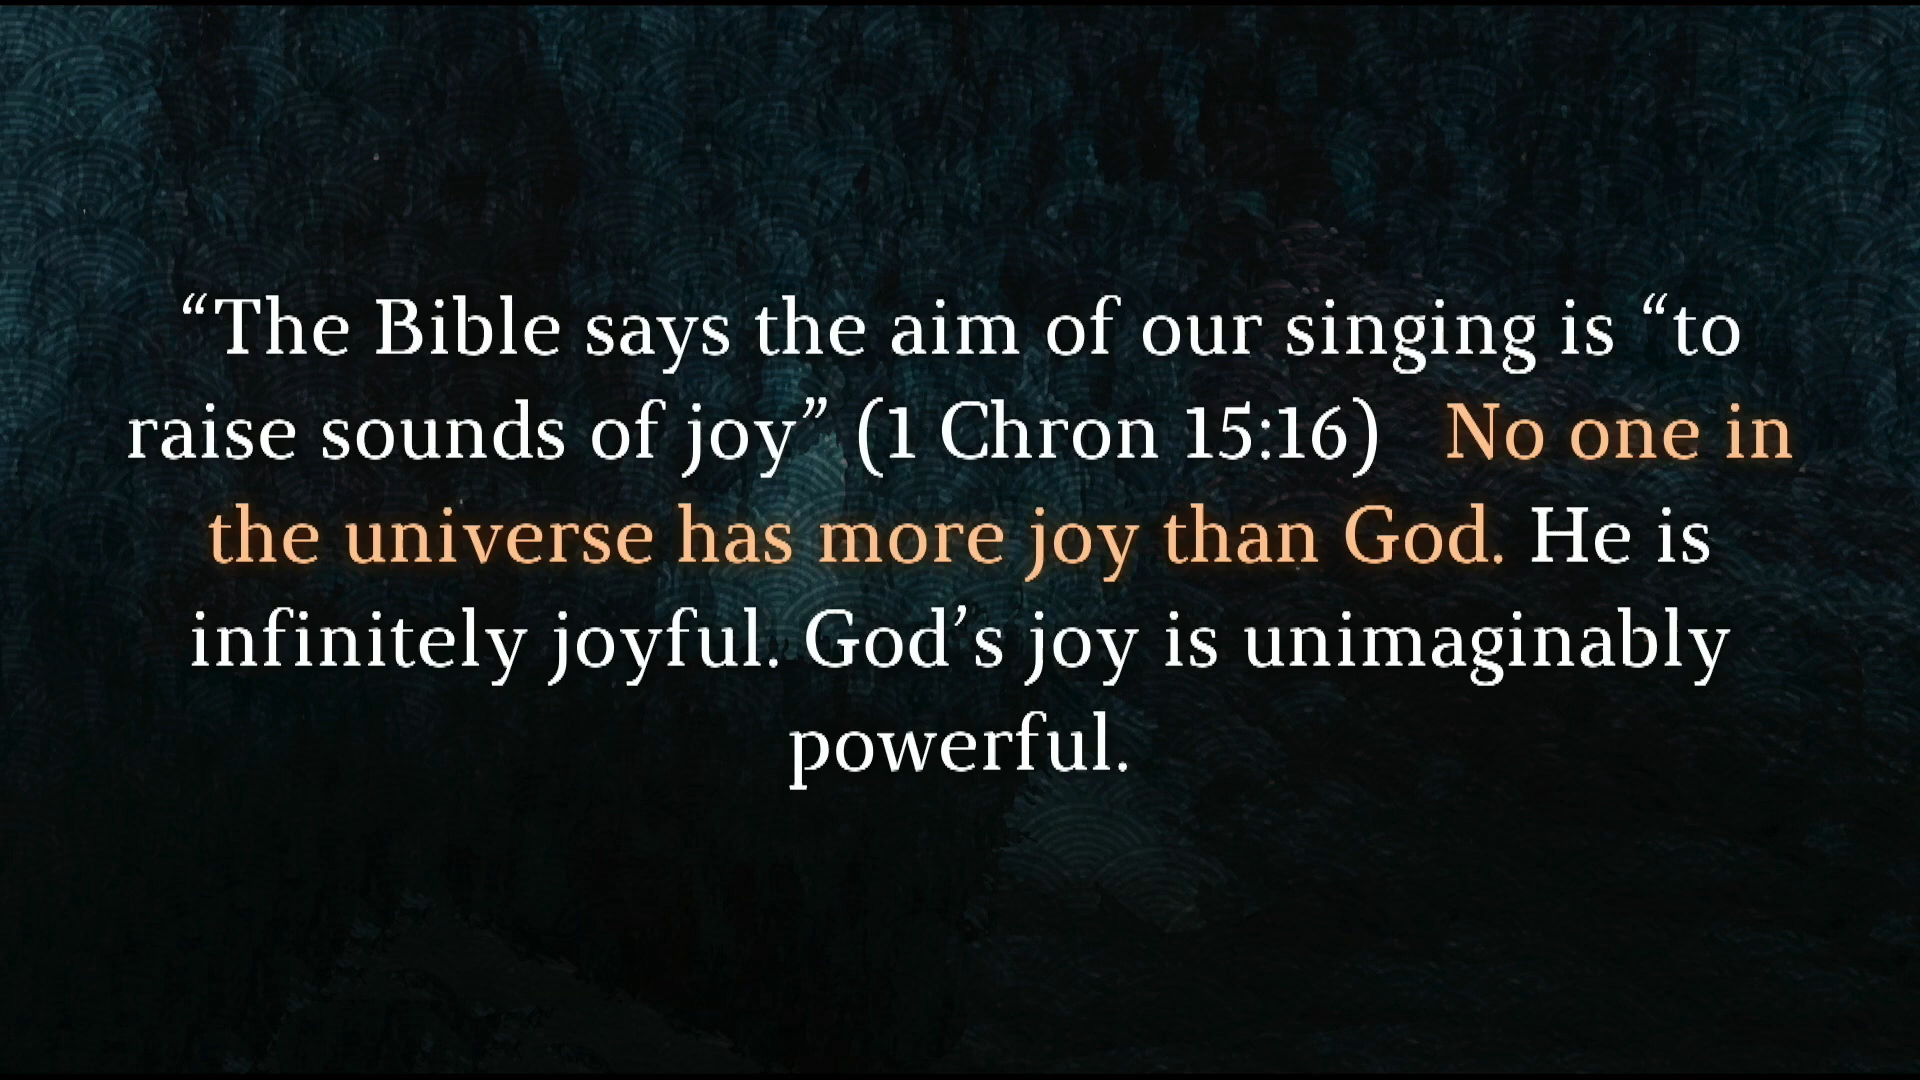 “The Bible says the aim of our singing is “to
raise sounds of joy” (1 Chron 15:16)   No one in
the universe has more joy than God. He is
infinitely joyful. God’s joy is unimaginably
powerful.